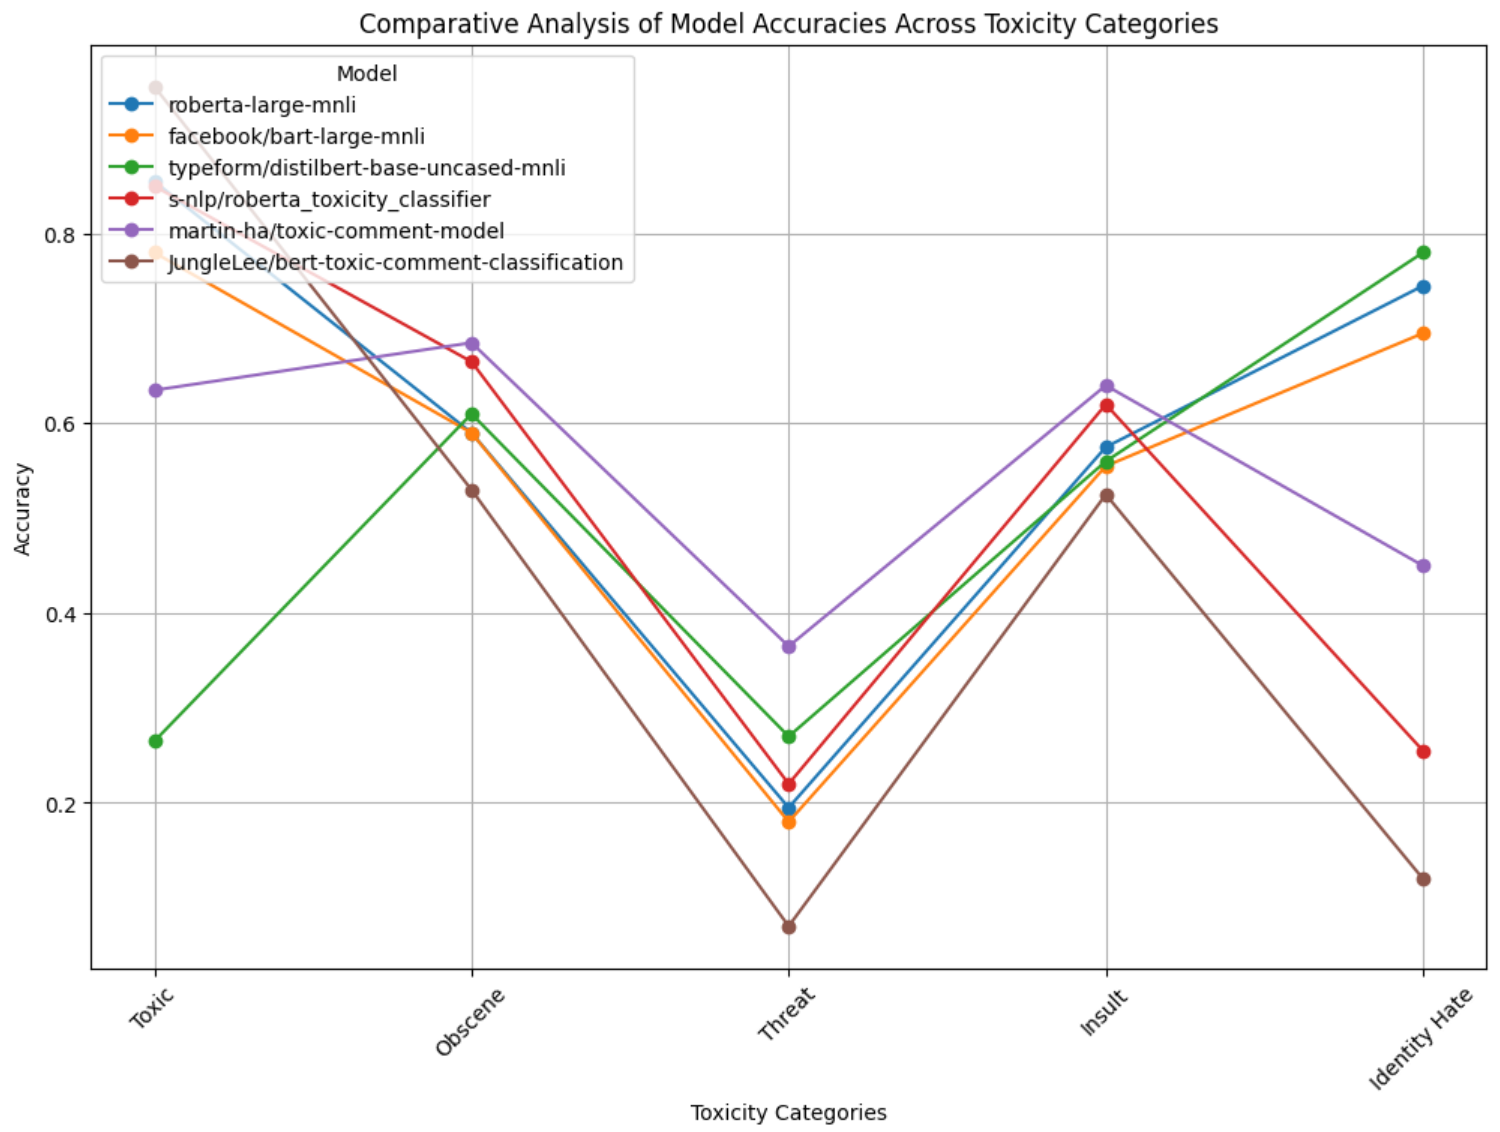 Comparative Analysis of Model Accuracies Across Toxicity Categories
Model
roberta-large-mnli
facebook/bart-large-mnli
typeform/distilbert-base-uncased-mnli
s-nlp/roberta_toxicity_classifier
martin-ha/toxic-comment-model
JungleLee/bert-toxic-comment-classification
Accuracy
0.8
0.6
0.4
0.2
Toxic
Obscene
Threat
Insult
Identity Hate
Toxicity Categories